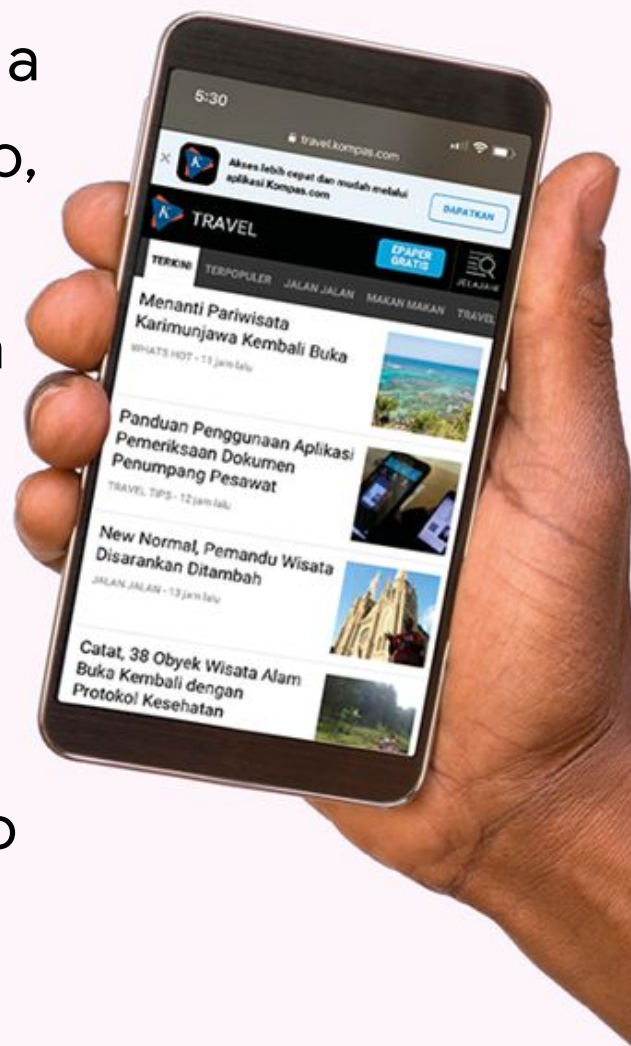 a
5:30
travel.kompas.com
Akses lebih cepat dan mudah melalui
aplikasi Kompas.com
DAPATKAN
K
TRAVEL
EPAPER
GRATIS
JELAJAHI
TERKINI
TERPOPULER
JALAN JALAN
MAKAN MAKAN
TRAVEL
Menanti Pariwisata
Karimunjawa Kembali Buka
WHATS HOT - 11 jam lalu
Panduan Penggunaan Aplikasi
Pemeriksaan Dokumen
Penumpang Pesawat
TRAVEL TIPS - 12 jam lalu
New Normal, Pemandu Wisata
Disarankan Ditambah
JALAN JALAN - 13 jam lalu
Catat, 38 Obyek Wisata Alam
Buka Kembali dengan
Protokol Kesehatan